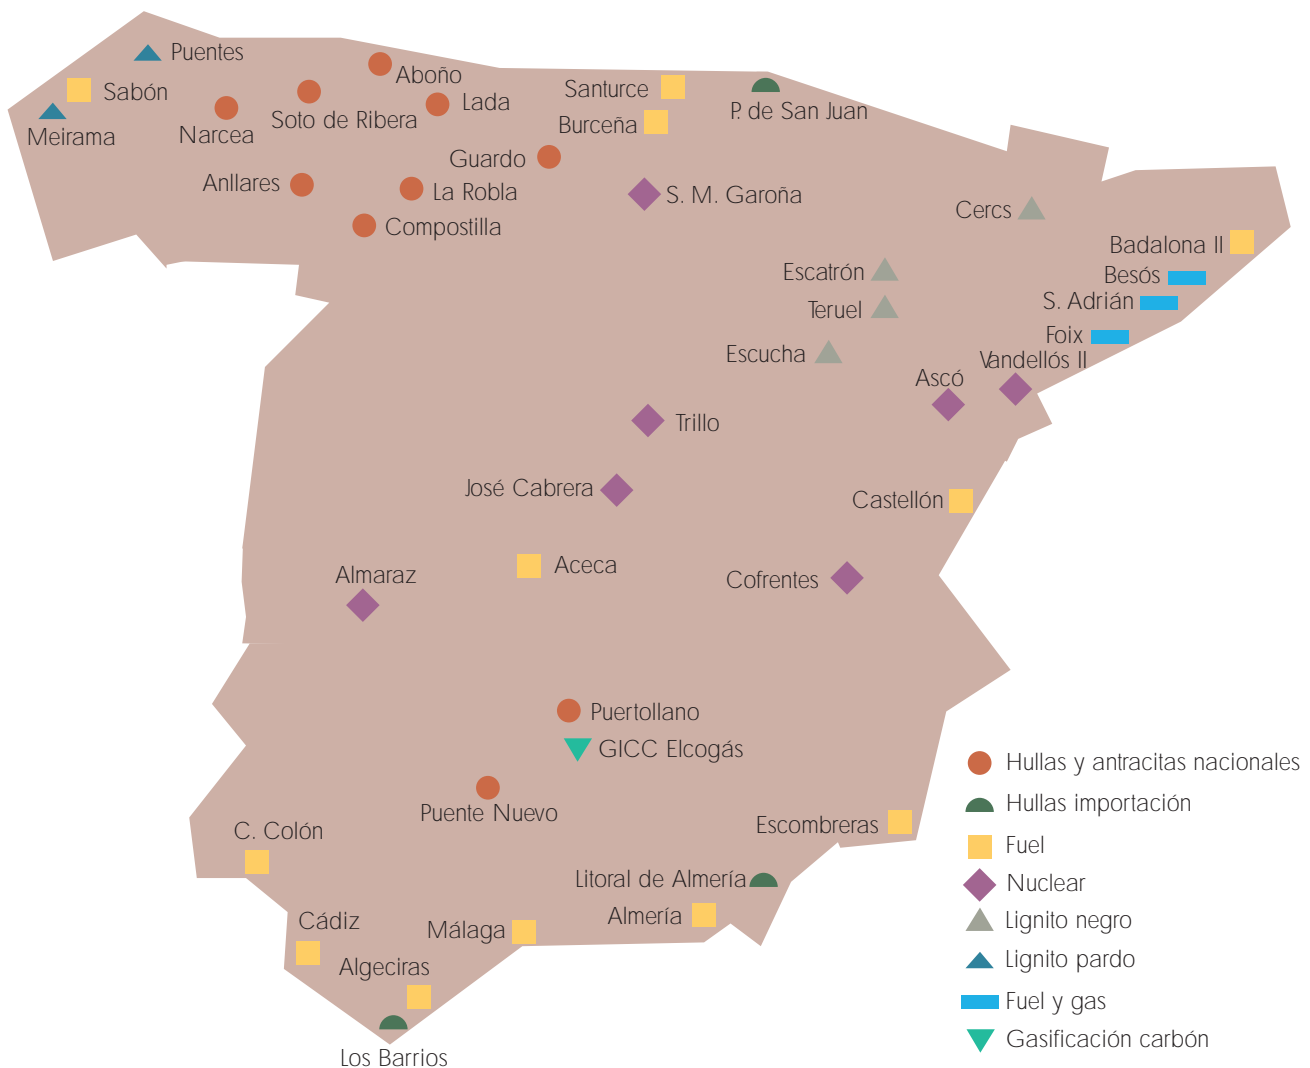 Puentes
Sabón
Meirama
Narcea
Soto de Ribera
Aboño
Lada
Santurce
Burceña
P. de San Juan
Guardo
Anllares
La Robla
Compostilla
S. M. Garoña
Cercs
Badalona II
Besós
S. Adrián
Foix
Vandellós II
Escatrón
Teruel
Escucha
Ascó
Trillo
José Cabrera
Castellón
Aceca
Almaraz
Cofrentes
Puertollano
GICC Elcogás
Puente Nuevo
C. Colón
Escombreras
Litoral de Almería
Almería
Cádiz
Málaga
Algeciras
Los Barrios
Hullas y antracitas nacionales
Hullas importación
Fuel
Nuclear
Lignito negro
Lignito pardo
Fuel y gas
Gasificación carbón